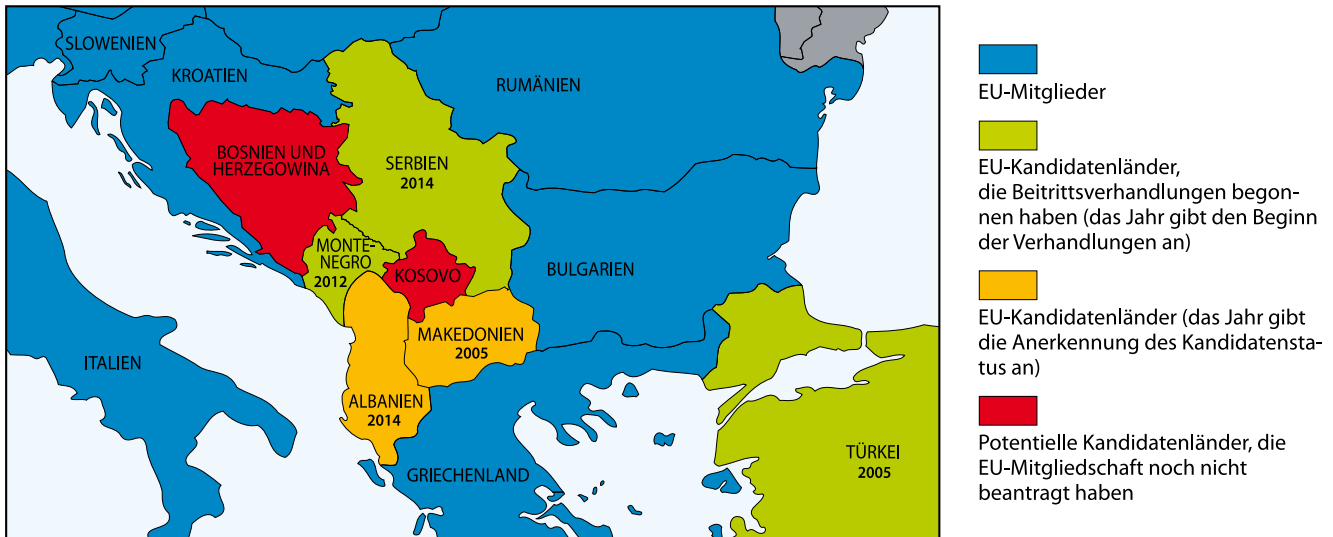 SLOWENIEN
KROATIEN
RUMÄNIEN
BOSNIEN UND
HERZEGOWINA
SERBIEN
2014
MONTE-
NEGRO
2012
KOSOVO
BULGARIEN
MAKEDONIEN
2005
ITALIEN
ALBANIEN
2014
GRIECHENLAND
TÜRKEI
2005
EU-Mitglieder
EU-Kandidatenländer,
die Beitrittsverhandlungen begon-
nen haben (das Jahr gibt den Beginn
der Verhandlungen an)
EU-Kandidatenländer (das Jahr gibt
die Anerkennung des Kandidatensta-
tus an)
Potentielle Kandidatenländer, die
EU-Mitgliedschaft noch nicht
beantragt haben